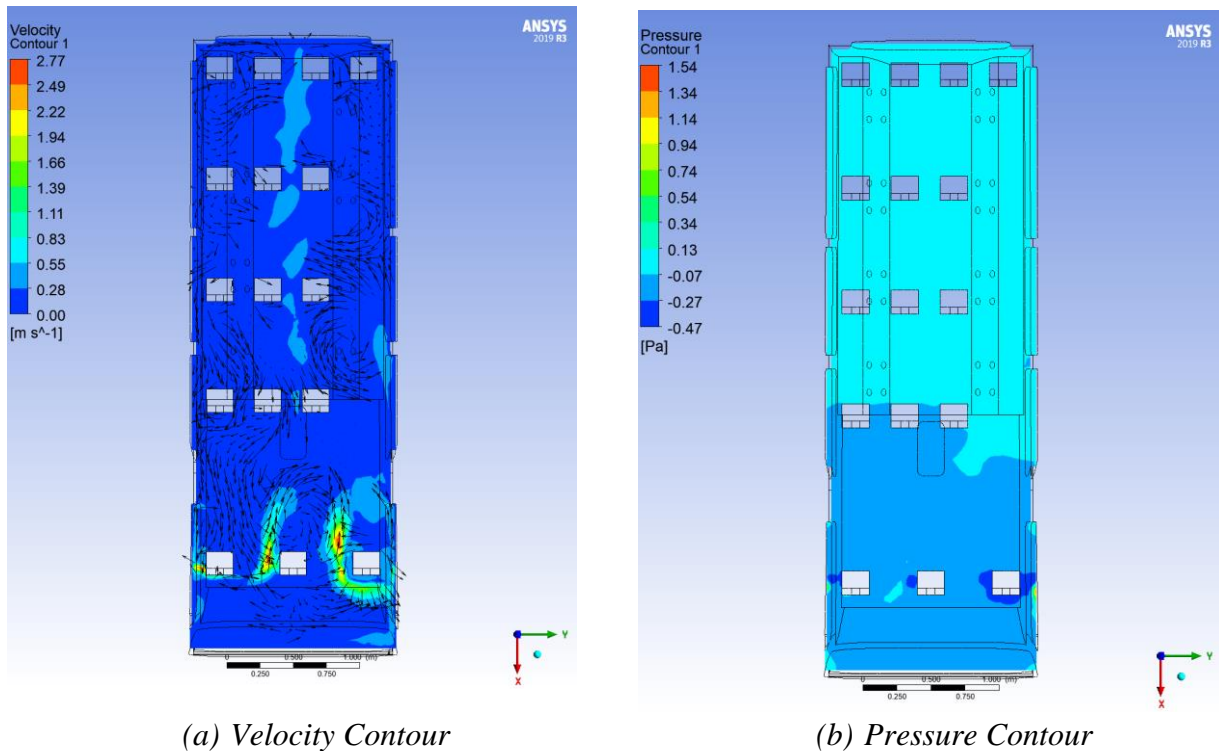 Velocity
Contour 1
2.77
2.49
2.22
1.94
1.66
1.39
1.11
0.83
0.55
0.28
0.00
[m s^-1]
ANSYS
2019 R3
0 0.500 1.000 (m)
0.250 0.750
Y
X
(a) Velocity Contour
Pressure
Contour 1
1.54
1.34
1.14
0.94
0.74
0.54
0.34
0.13
-0.07
-0.27
-0.47
[Pa]
ANSYS
2019 R3
0 0.500 1.000 (m)
0.250 0.750
Y
X
(b) Pressure Contour